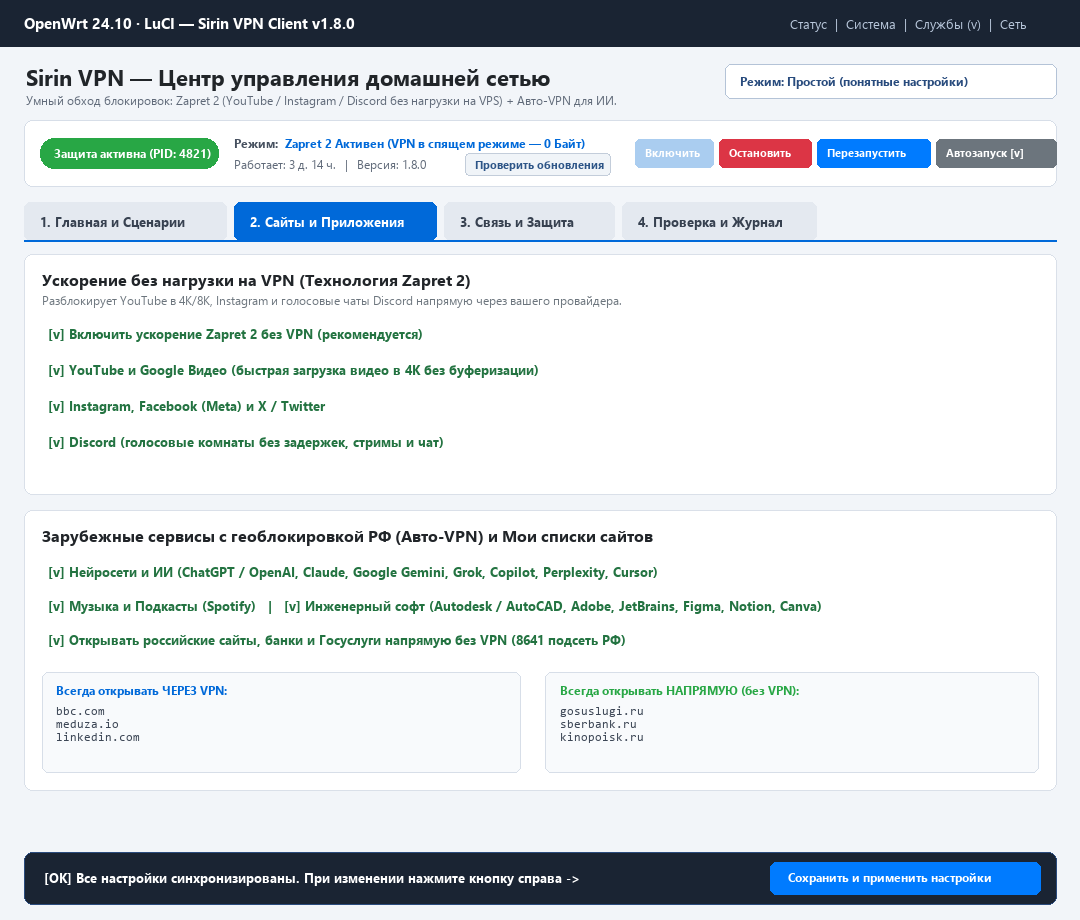 OpenWrt 24.10 · LuCI — Sirin VPN Client v1.8.0
Статус | Система | Службы (v) | Сеть
Sirin VPN — Центр управления домашней сетью
Режим: Простой (понятные настройки)
Умный обход блокировок: Zapret 2 (YouTube / Instagram / Discord без нагрузки на VPS) + Авто-VPN для ИИ.
Защита активна (PID: 4821)
Режим: Zapret 2 Активен (VPN в спящем режиме — 0 Байт)
Работает: 3 д. 14 ч. | Версия: 1.8.0
Проверить обновления
Включить
Остановить
Перезапустить
Автозапуск [v]
1. Главная и Сценарии
2. Сайты и Приложения
3. Связь и Защита
4. Проверка и Журнал
Ускорение без нагрузки на VPN (Технология Zapret 2)
Разблокирует YouTube в 4K/8K, Instagram и голосовые чаты Discord напрямую через вашего провайдера.
[v] Включить ускорение Zapret 2 без VPN (рекомендуется)
[v] YouTube и Google Видео (быстрая загрузка видео в 4K без буферизации)
[v] Instagram, Facebook (Meta) и X / Twitter
[v] Discord (голосовые комнаты без задержек, стримы и чат)
Зарубежные сервисы с геоблокировкой РФ (Авто-VPN) и Мои списки сайтов
[v] Нейросети и ИИ (ChatGPT / OpenAI, Claude, Google Gemini, Grok, Copilot, Perplexity, Cursor)
[v] Музыка и Подкасты (Spotify) | [v] Инженерный софт (Autodesk / AutoCAD, Adobe, JetBrains, Figma, Notion, Canva)
[v] Открывать российские сайты, банки и Госуслуги напрямую без VPN (8641 подсеть РФ)
Всегда открывать ЧЕРЕЗ VPN:
bbc.com
meduza.io
linkedin.com
Всегда открывать НАПРЯМУЮ (без VPN):
gosuslugi.ru
sberbank.ru
kinopoisk.ru
[OK] Все настройки синхронизированы. При изменении нажмите кнопку справа ->
Сохранить и применить настройки